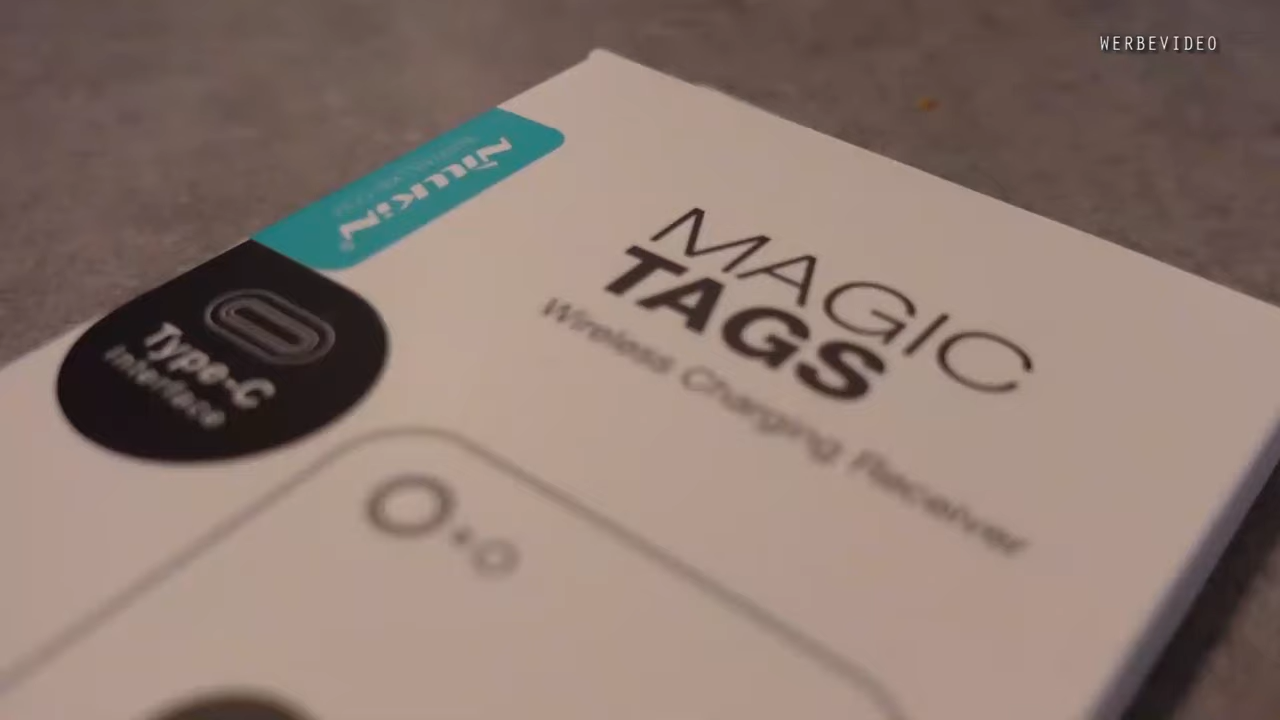 WERBEVIDEO
NILLKIN
MAGIC
TAGS
Wireless Charging Receiver
Type-C
Interface